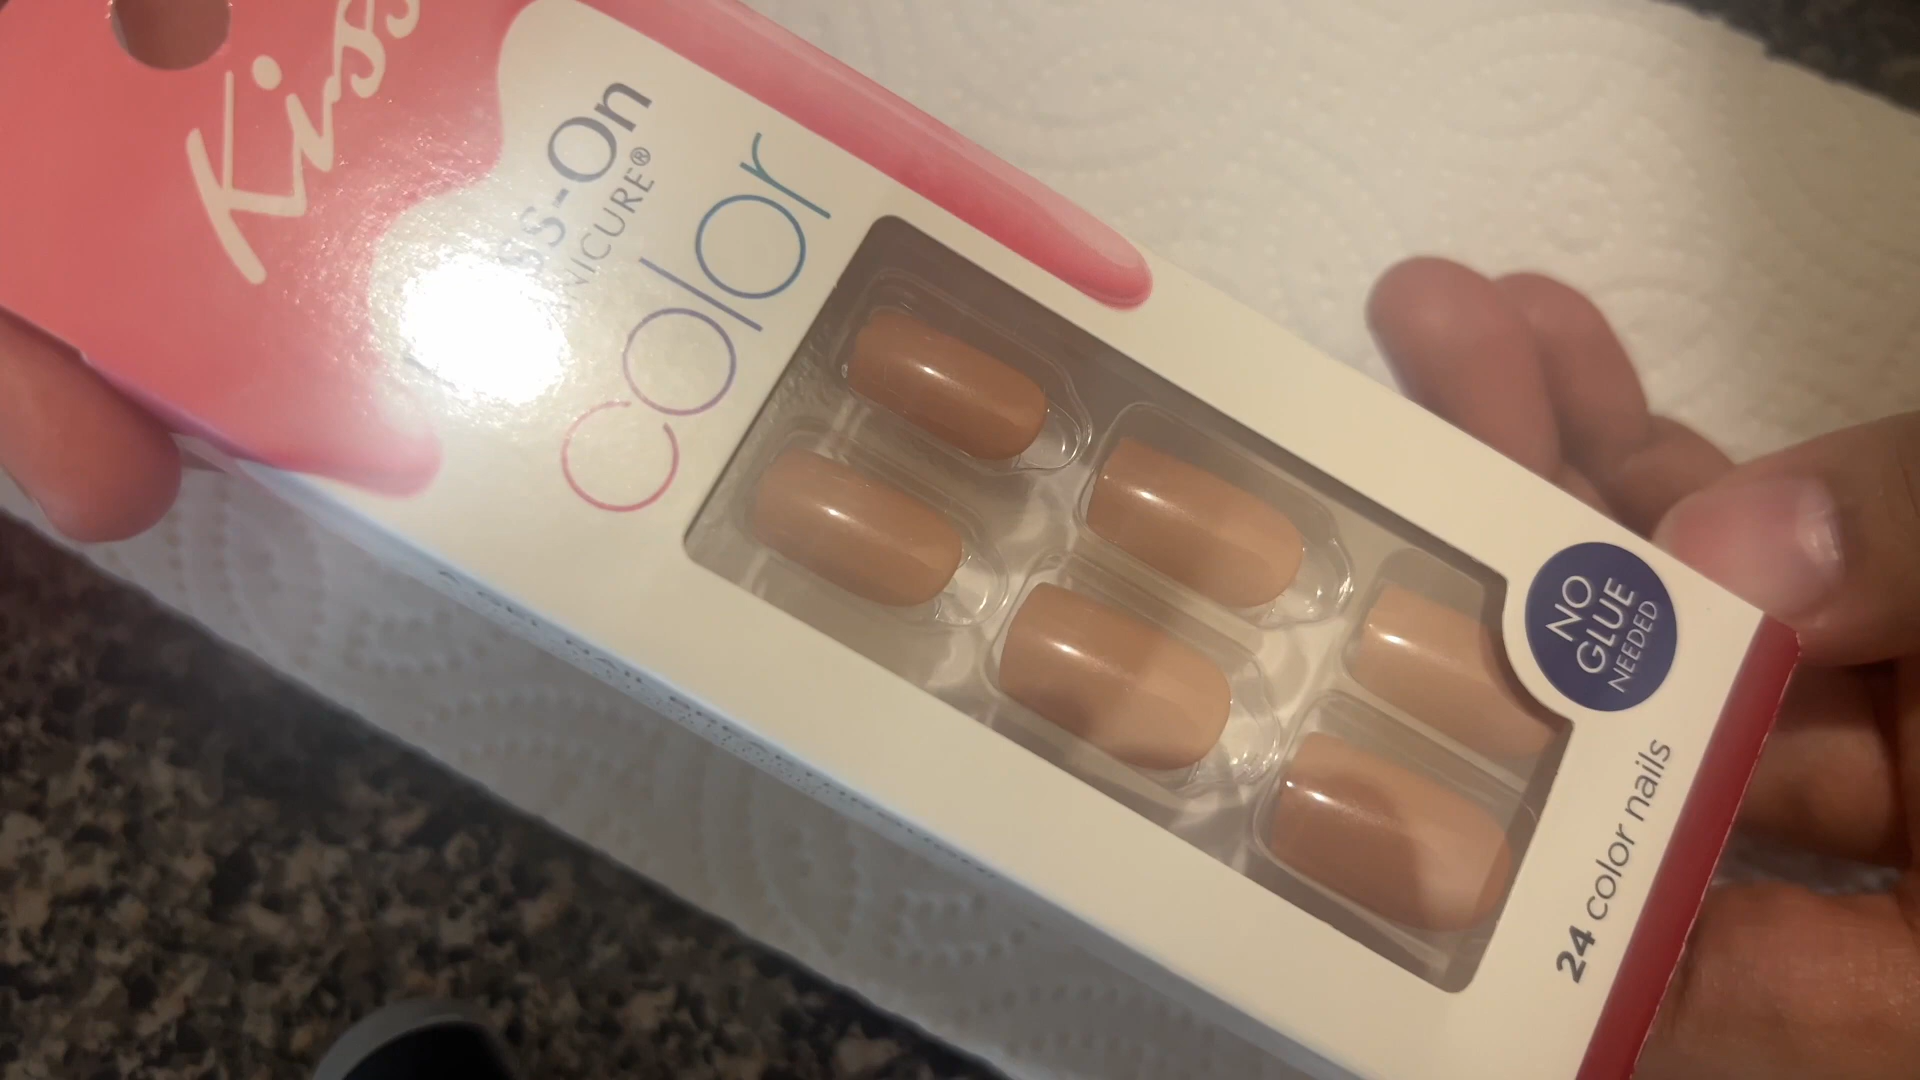 Kiss
ss-On
NICURE®
color
NO
GLUE
NEEDED
24 color nails